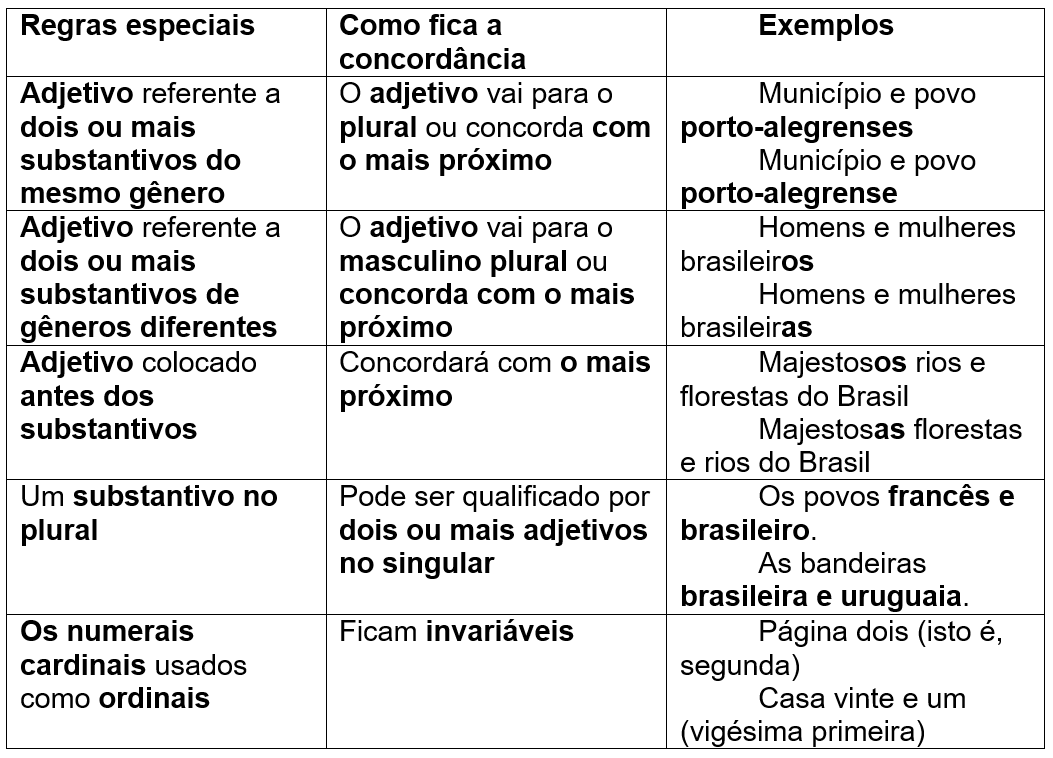 Regras especiais
Como fica a
concordância
Exemplos
Adjetivo referente a
dois ou mais
substantivos do
mesmo gênero
O adjetivo vai para o
plural ou concorda com
o mais próximo
Município e povo
porto-alegrenses
Município e povo
porto-alegrense
Adjetivo referente a
dois ou mais
substantivos de
gêneros diferentes
O adjetivo vai para o
masculino plural ou
concorda com o mais
próximo
Homens e mulheres
brasileiros
Homens e mulheres
brasileiras
Adjetivo colocado
antes dos
substantivos
Concordará com o mais
próximo
Majestosos rios e
florestas do Brasil
Majestosas florestas
e rios do Brasil
Um substantivo no
plural
Pode ser qualificado por
dois ou mais adjetivos
no singular
Os povos francês e
brasileiro.
As bandeiras
brasileira e uruguaia.
Os numerais
cardinais usados
como ordinais
Ficam invariáveis
Página dois (isto é,
segunda)
Casa vinte e um
(vigésima primeira)